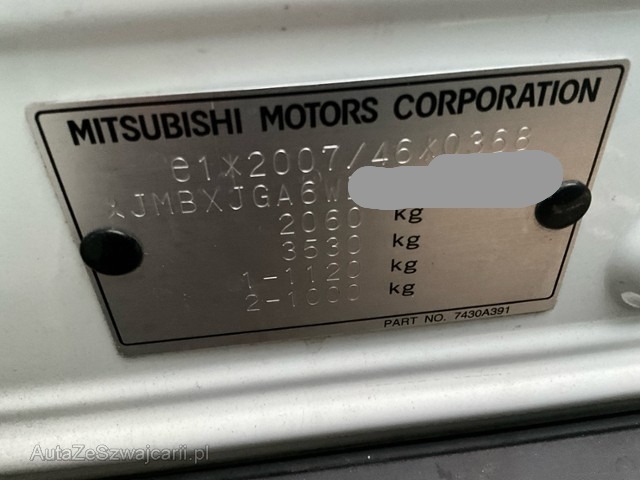 MITSUBISHI MOTORS CORPORATION
e1*2007/46*0368
*JMBXJGA6W
2060 kg
3530 kg
1-1120 kg
2-1000 kg
PART NO. 7430A391
AutaZeSzwajcarii.pl